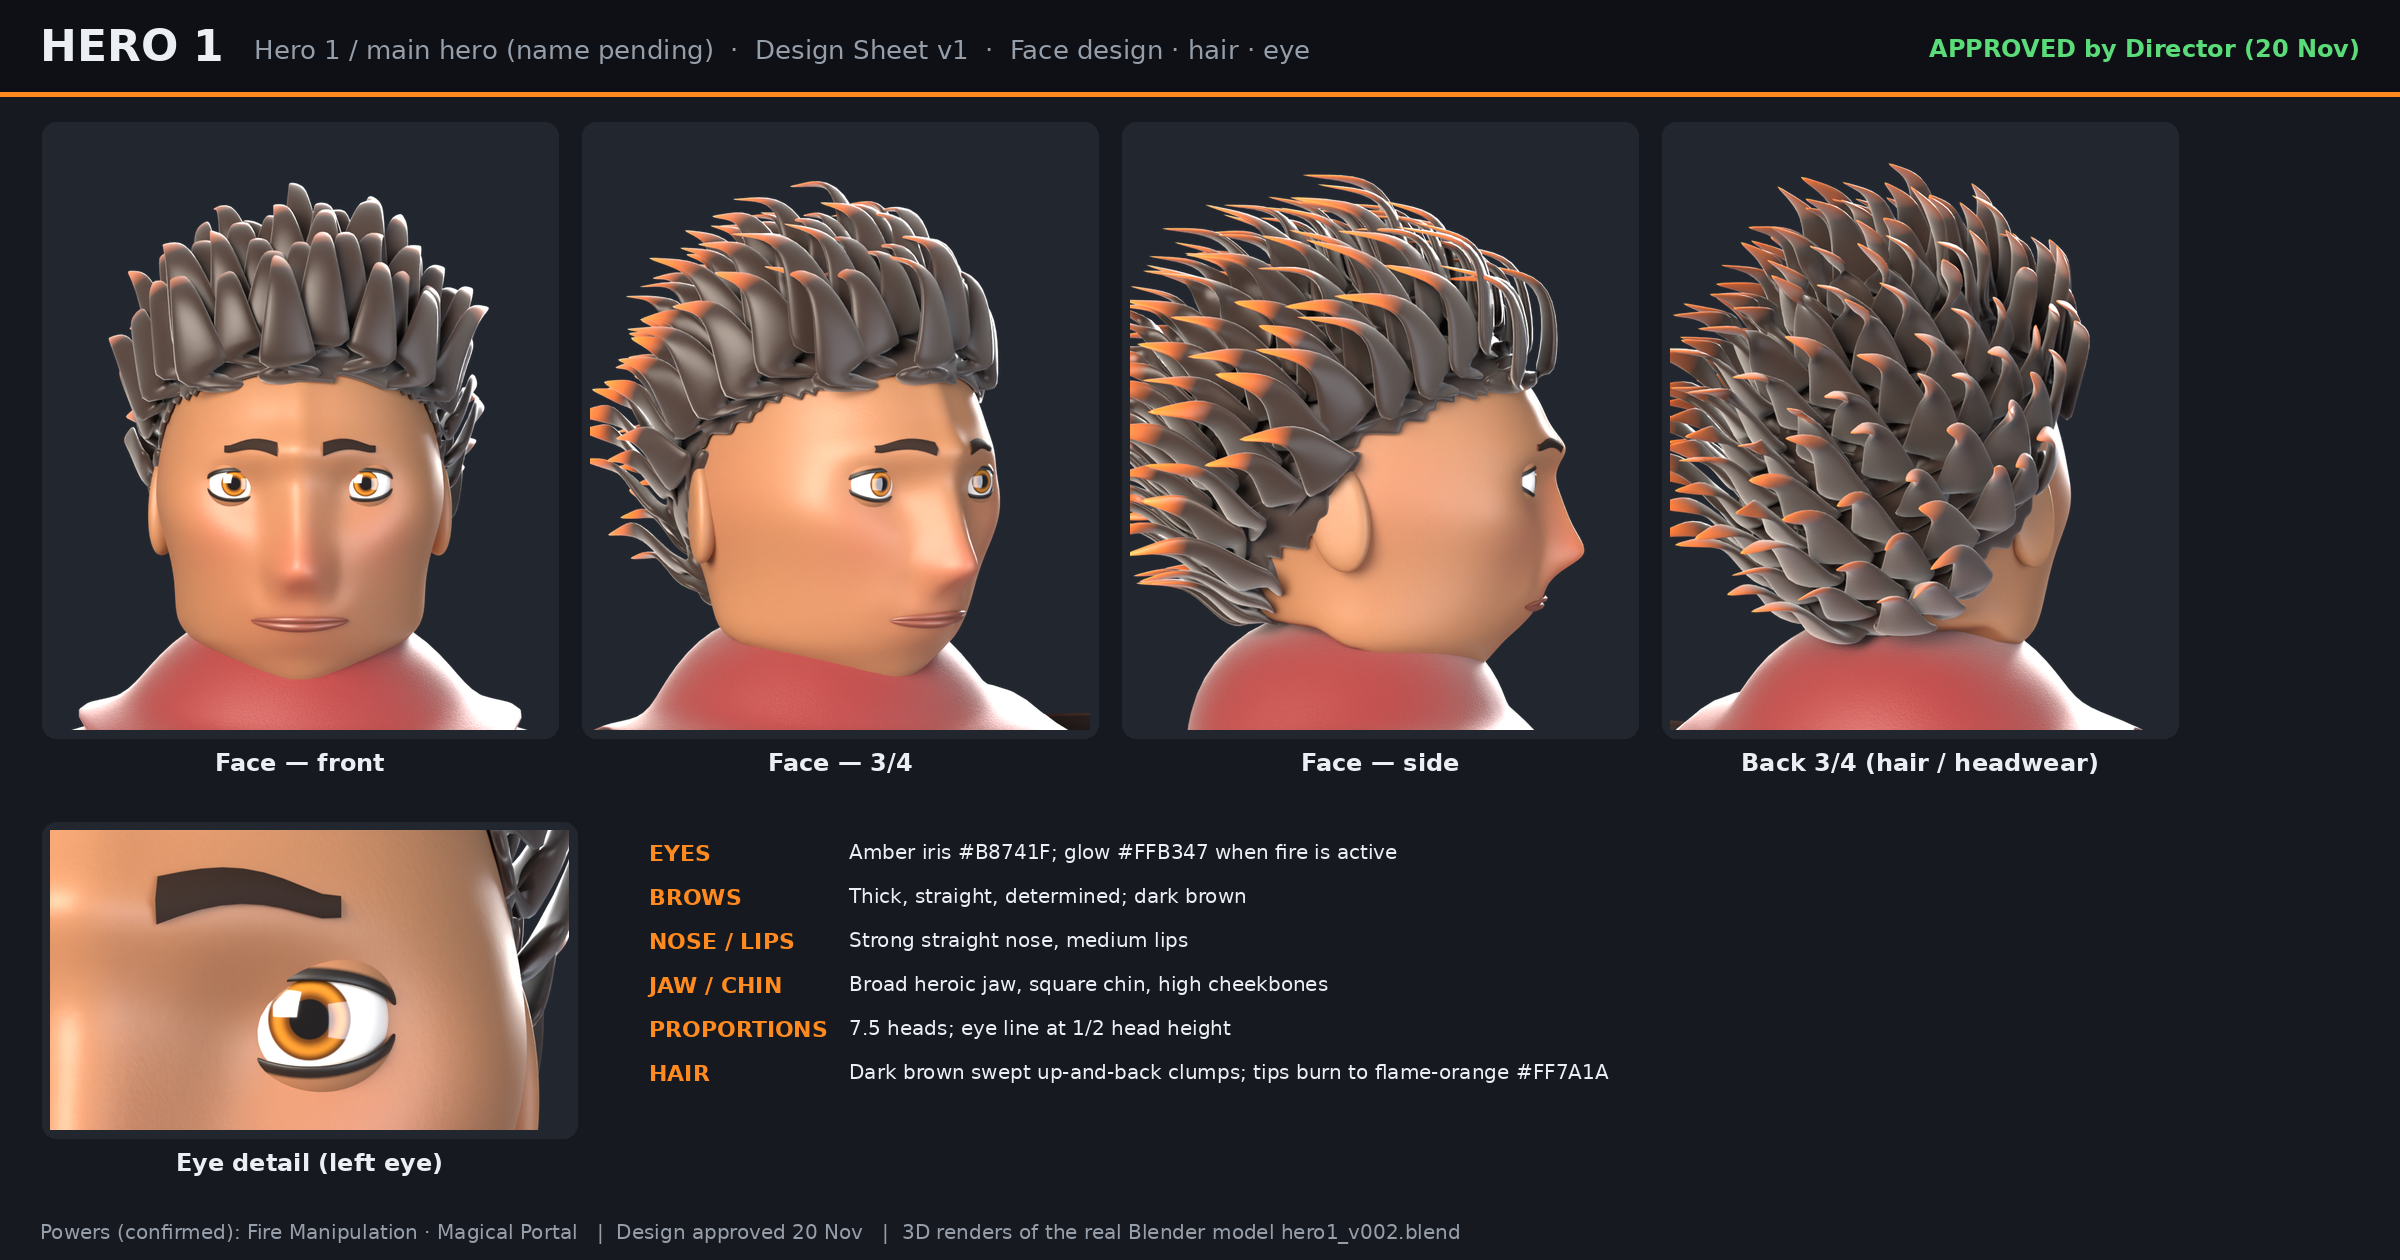 HERO 1 Hero 1 / main hero (name pending) · Design Sheet v1 · Face design · hair · eye APPROVED by Director (20 Nov)
Face — front Face — 3/4 Face — side Back 3/4 (hair / headwear)
EYES Amber iris #B8741F; glow #FFB347 when fire is active
BROWS Thick, straight, determined; dark brown
NOSE / LIPS Strong straight nose, medium lips
JAW / CHIN Broad heroic jaw, square chin, high cheekbones
PROPORTIONS 7.5 heads; eye line at 1/2 head height
HAIR Dark brown swept up-and-back clumps; tips burn to flame-orange #FF7A1A
Eye detail (left eye)
Powers (confirmed): Fire Manipulation · Magical Portal | Design approved 20 Nov | 3D renders of the real Blender model hero1_v002.blend